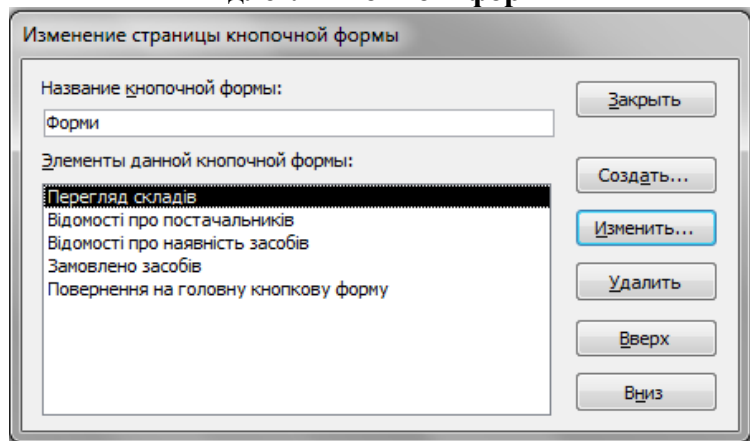 Изменение страницы кнопочной формы
Название кнопочной формы:
Форми
Закрыть
Элементы данной кнопочной формы:
Перегляд складів
Відомості про постачальників
Відомості про наявність засобів
Замовлено засобів
Повернення на головну кнопкову форму
Создать...
Изменить...
Удалить
Вверх
Вниз